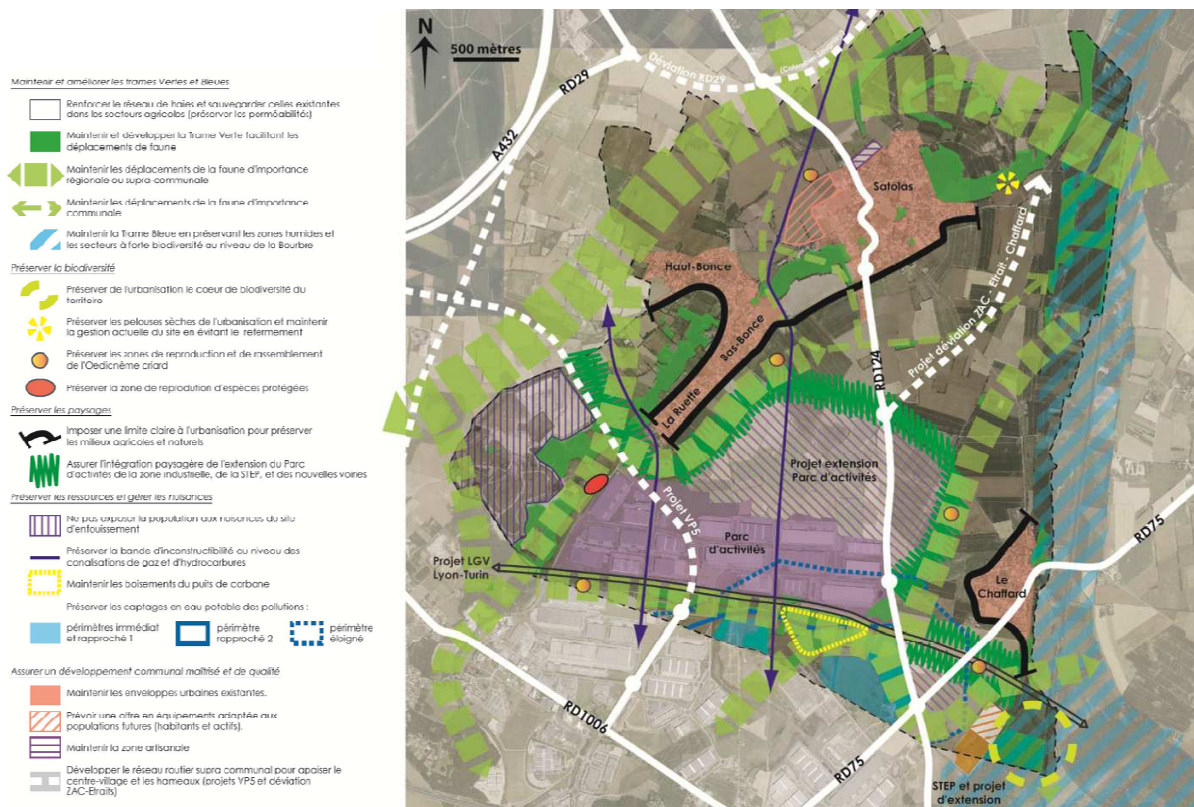 Maintenir et améliorer les trames Vertes et Bleues
Renforcer le réseau de haies et sauvegarder celles existantes
dans les secteurs agricoles (préserver les perméabilités)
Maintenir et développer la Trame Verte facilitant les
déplacements de faune
Maintenir les déplacements de la faune d'importance
régionale ou supra-communale
Maintenir les déplacements de la faune d'importance
communale
Maintenir la Trame Bleue en préservant les zones humides et
les secteurs à forte biodiversité au niveau de la Bourbre
Préserver la biodiversité
Préserver de l'urbanisation le coeur de biodiversité du
territoire
Préserver les pelouses sèches de l'urbanisation et maintenir
la gestion actuelle du site en évitant le refermement
Préserver les zones de reproduction et de rassemblement
de l'Oedicnème criard
Préserver la zone de reprodution d'espèces protégées
Préserver les paysages
Imposer une limite claire à l'urbanisation pour préserver
les milieux agricoles et naturels
Assurer l'intégration paysagère de l'extension du Parc
d'activités de la zone industrielle, de la STEP, et des nouvelles voiries
Préserver les ressources et gérer les nuisances
Ne pas exposer la population aux nuisances du site
d'enfouissement
Préserver la bande d'inconstructibilité au niveau des
canalisations de gaz et d'hydrocarbures
Maintenir les boisements du puits de carbone
Préserver les captages en eau potable des pollutions :
périmètres immédiat
et rapproché 1
périmètre
rapproché 2
périmètre
éloigné
Assurer un développement communal maîtrisé et de qualité
Maintenir les enveloppes urbaines existantes.
Prévoir une offre en équipements adaptée aux
populations futures (habitants et actifs).
Maintenir la zone artisanale
Développer le réseau routier supra communal pour apaiser le
centre-village et les hameaux (projets VP5 et déviation
ZAC-Etraits)
N
500 mètres
Déviation RD29
RD29
A432
Satolas
Haut-Bonce
Bas-Bonce
La Ruette
RD124
Projet déviation ZAC - Etrait - Chaffard
Projet extension
Parc d'activités
Projet VP5
Parc
d'activités
RD75
Projet LGV
Lyon-Turin
Le
Chaffard
RD1006
RD75
STEP et projet
d'extension